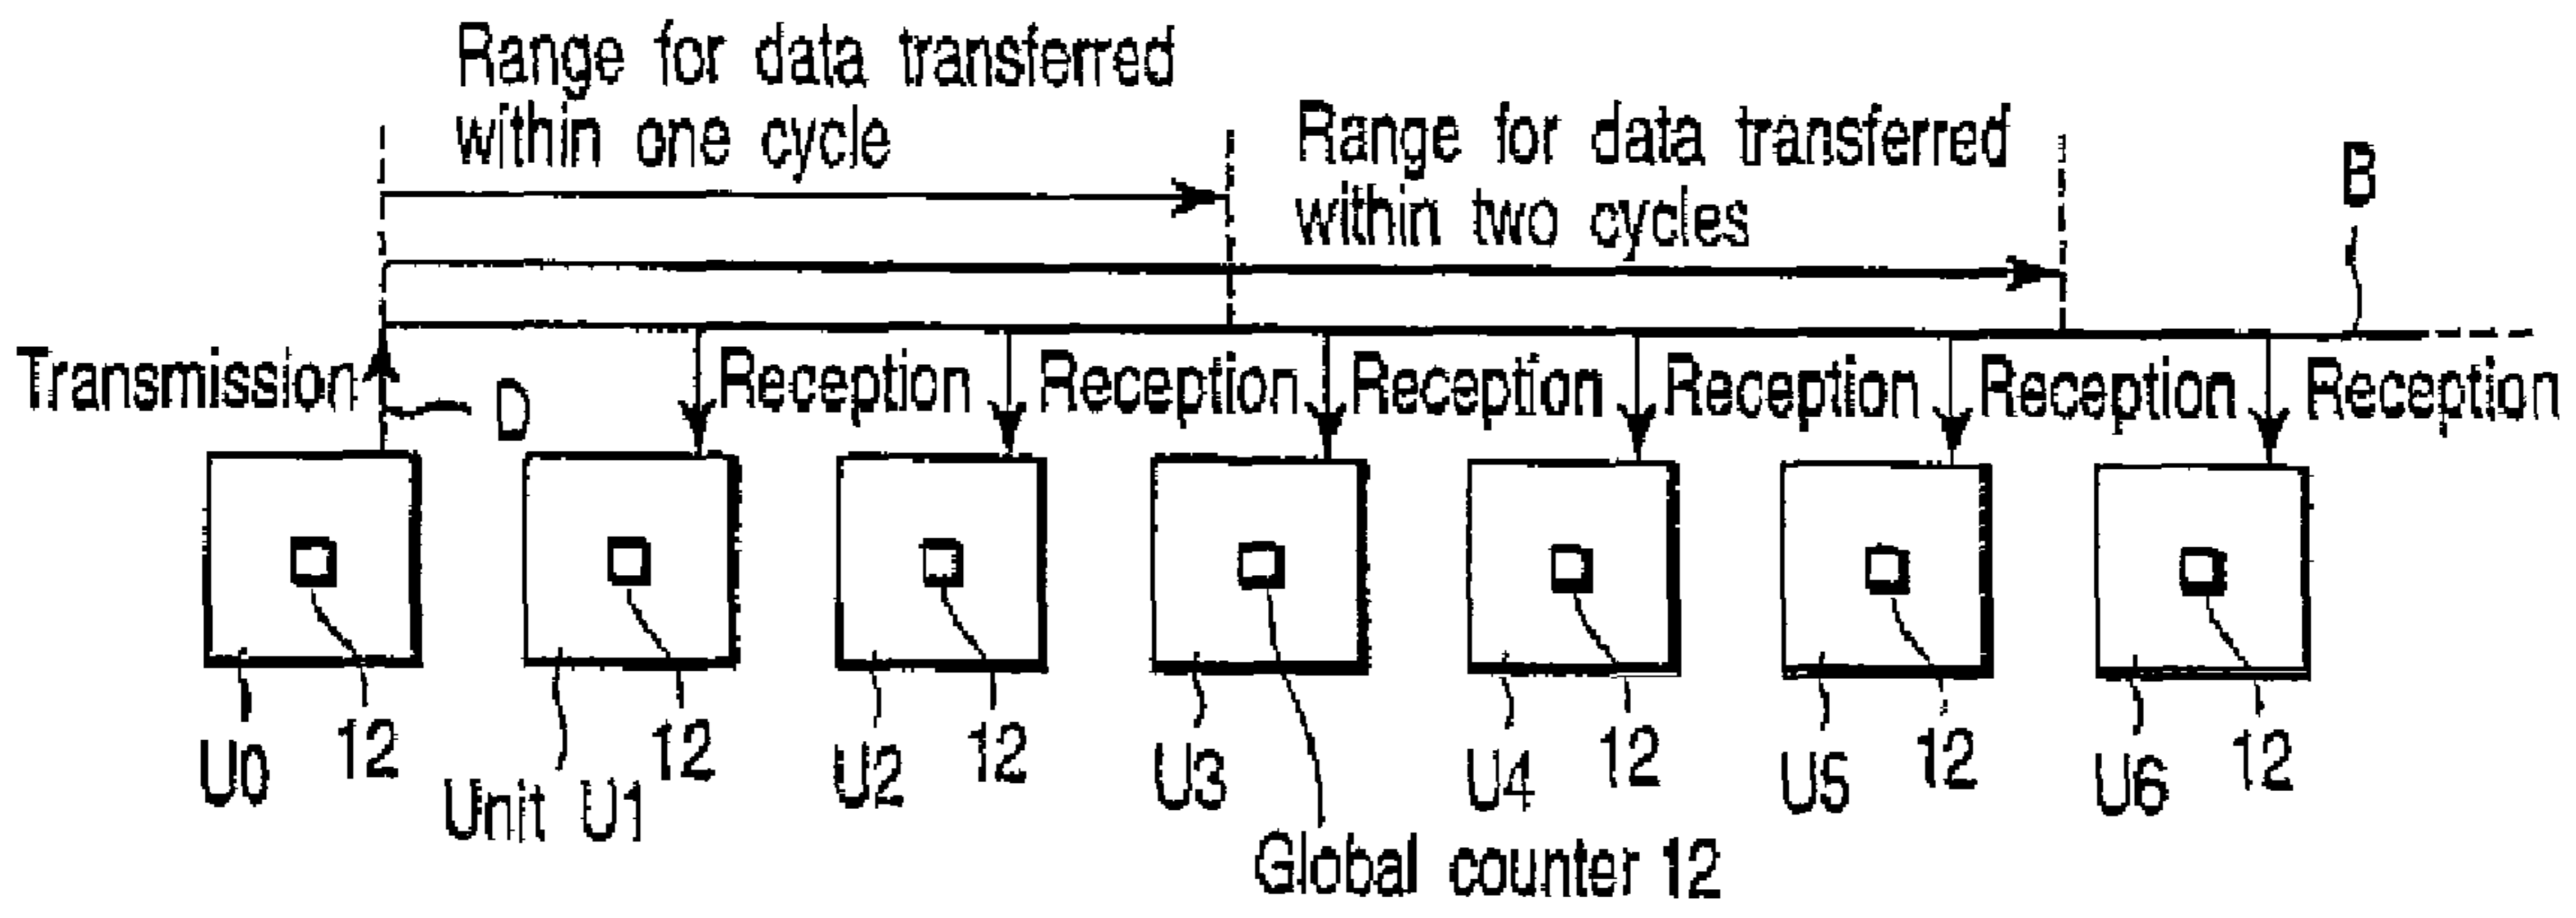 Range for data transferred
within one cycle
Range for data transferred
within two cycles
B
Transmission
D
Reception
Reception
Reception
Reception
Reception
Reception
U0
12
Unit U1
12
U2
12
U3
Global counter 12
U4
12
U5
12
U6
12